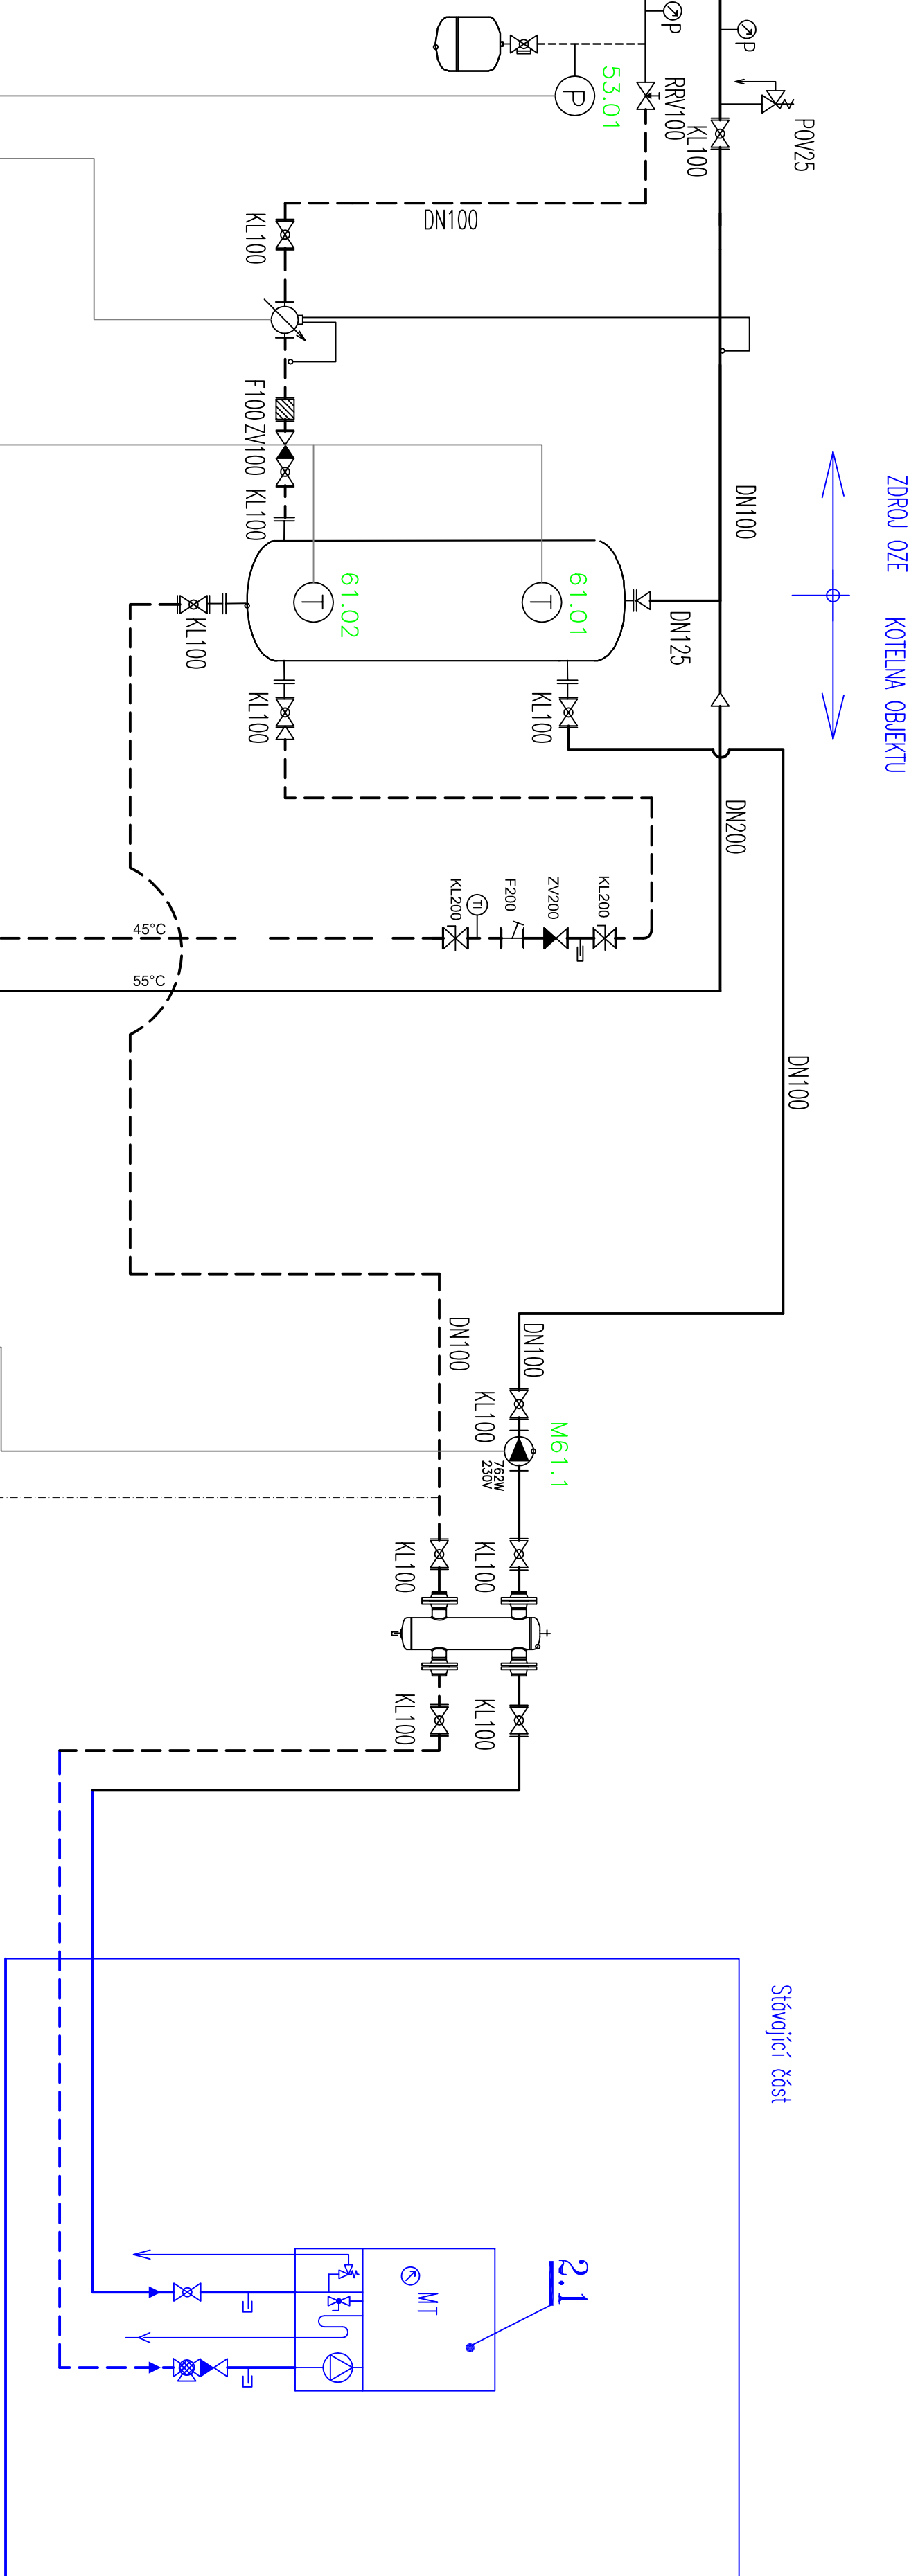 P
P
POV25
53.01
P
RRV100
KL100
DN100
KL100
F100
ZV100
KL100
ZDROJ OZE
KOTELNA OBJEKTU
DN100
61.02
T
61.01
T
DN125
KL100
KL100
KL100
DN200
KL200
TI
F200
ZV200
KL200
45°C
55°C
DN100
DN100
DN100
KL100
M61.1
762W
230V
KL100
KL100
KL100
KL100
Stávající část
2.1
MT